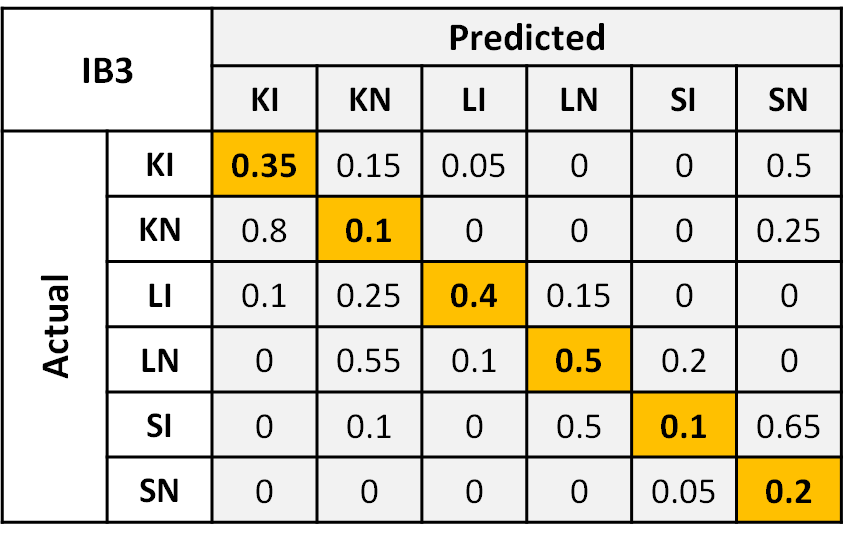 IB3
Predicted
KI KN LI LN SI SN
Actual
KI 0.35 0.15 0.05 0 0 0.5
KN 0.8 0.1 0 0 0 0.25
LI 0.1 0.25 0.4 0.15 0 0
LN 0 0.55 0.1 0.5 0.2 0
SI 0 0.1 0 0.5 0.1 0.65
SN 0 0 0 0 0.05 0.2